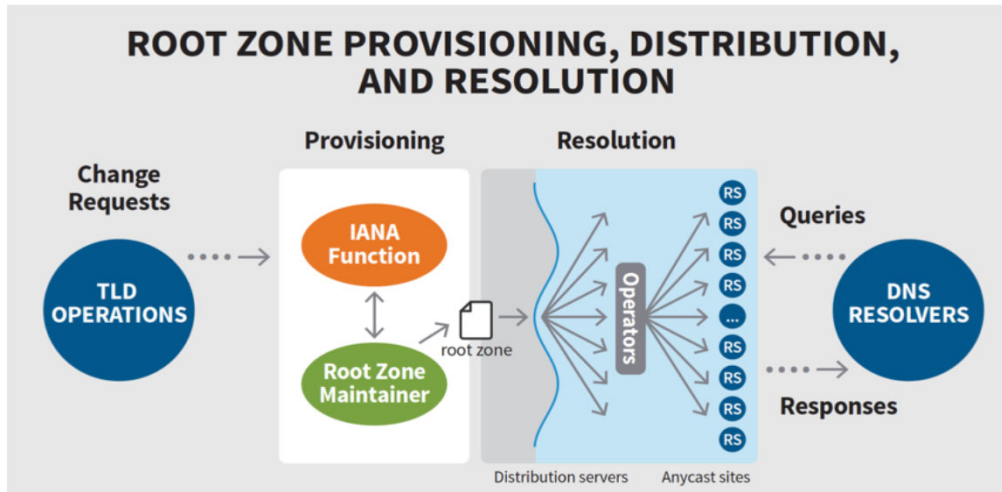 ROOT ZONE PROVISIONING, DISTRIBUTION,
AND RESOLUTION
Provisioning
Resolution
Change
Requests
TLD
OPERATIONS
IANA
Function
Root Zone
Maintainer
root zone
Operators
RS
RS
RS
RS
...
RS
RS
RS
RS
Queries
DNS
RESOLVERS
Responses
Distribution servers
Anycast sites